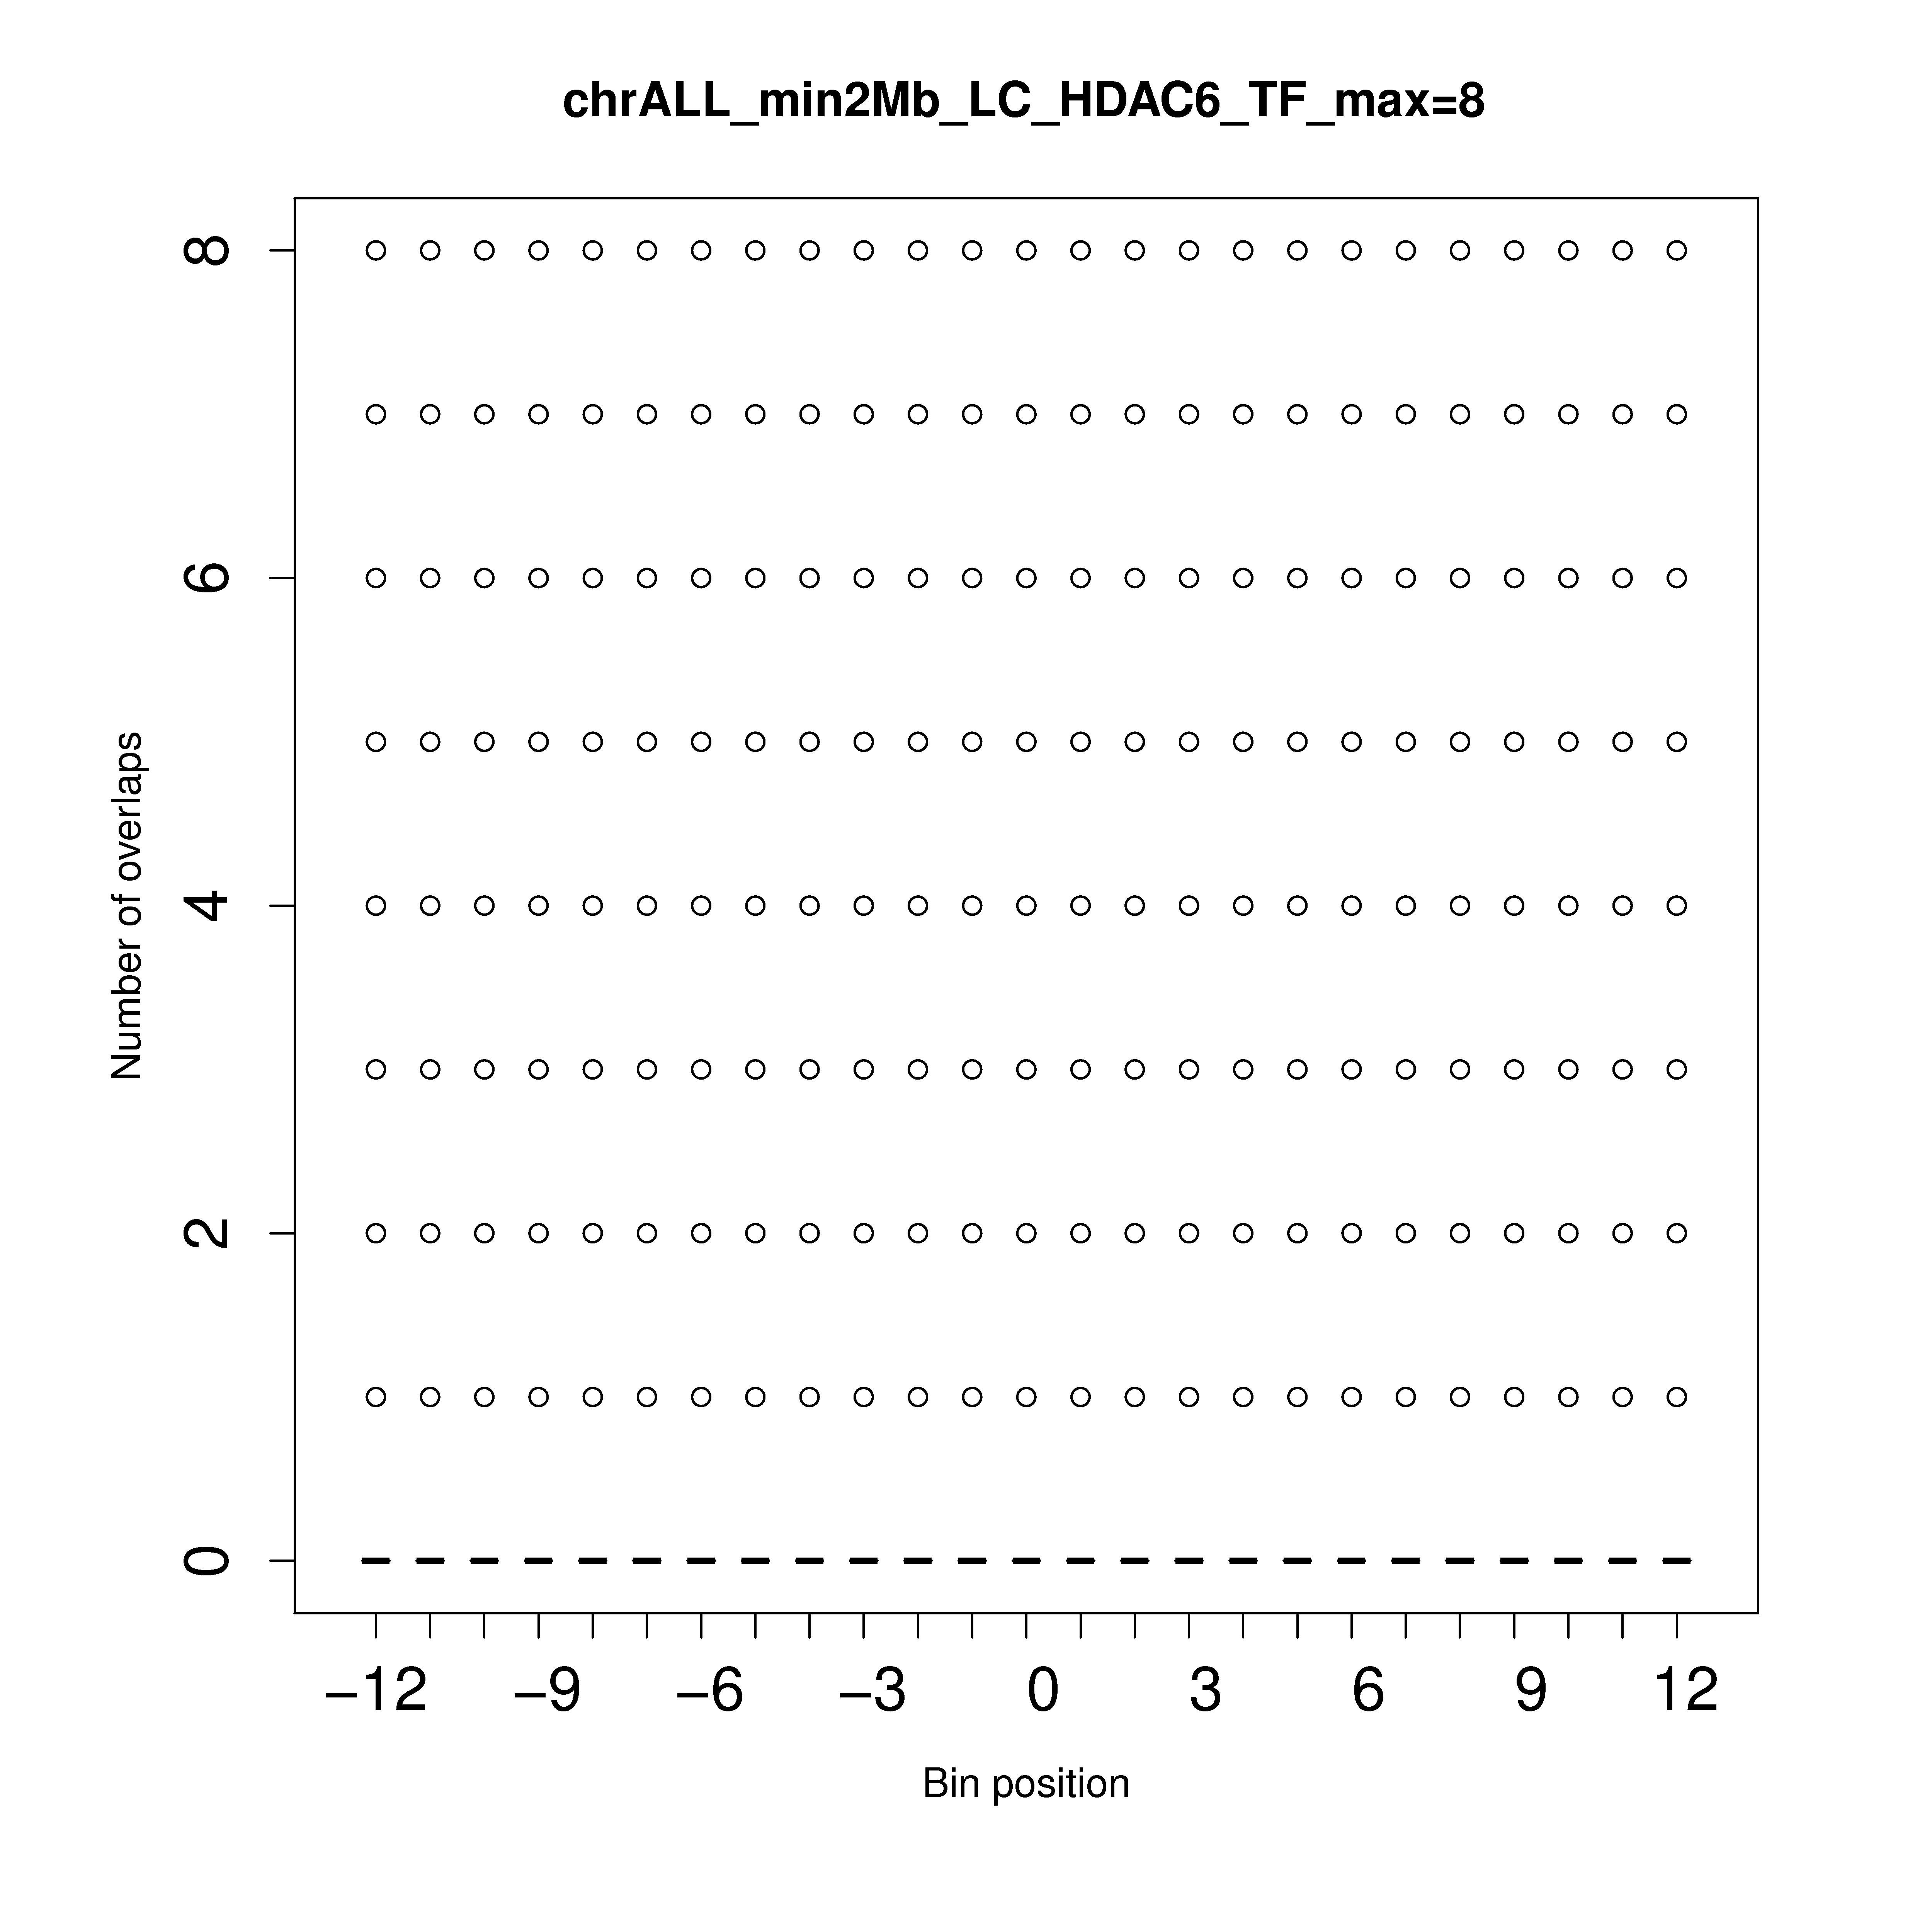 chrALL_min2Mb_LC_HDAC6_TF_max=8
8
6
4
2
0
Number of overlaps
−12 −9 −6 −3 0 3 6 9 12
Bin position